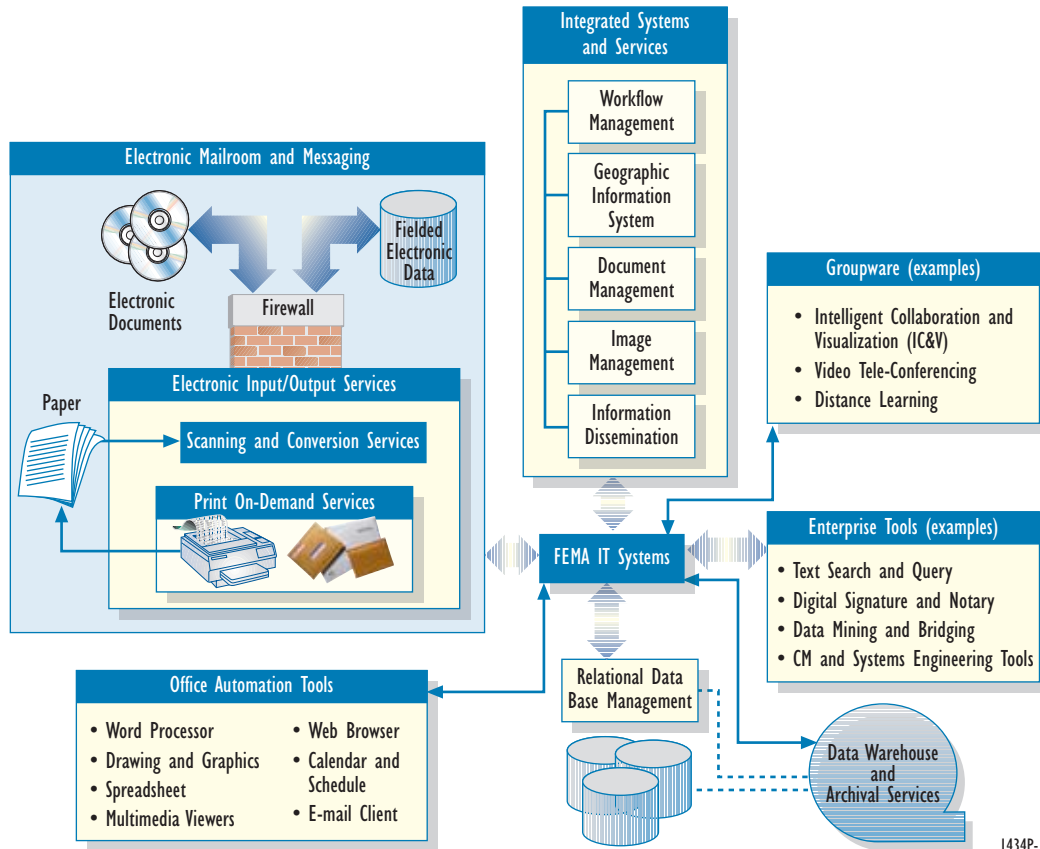 Integrated Systems
and Services
Workflow
Management
Geographic
Information
System
Document
Management
Image
Management
Information
Dissemination
Electronic Mailroom and Messaging
Electronic
Documents
Fielded
Electronic
Data
Firewall
Electronic Input/Output Services
Paper
Scanning and Conversion Services
Print On-Demand Services
Groupware (examples)
• Intelligent Collaboration and
Visualization (IC&V)
• Video Tele-Conferencing
• Distance Learning
FEMA IT Systems
Enterprise Tools (examples)
• Text Search and Query
• Digital Signature and Notary
• Data Mining and Bridging
• CM and Systems Engineering Tools
Office Automation Tools
• Word Processor
• Drawing and Graphics
• Spreadsheet
• Multimedia Viewers
• Web Browser
• Calendar and
Schedule
• E-mail Client
Relational Data
Base Management
Data Warehouse
and
Archival Services
1434P-